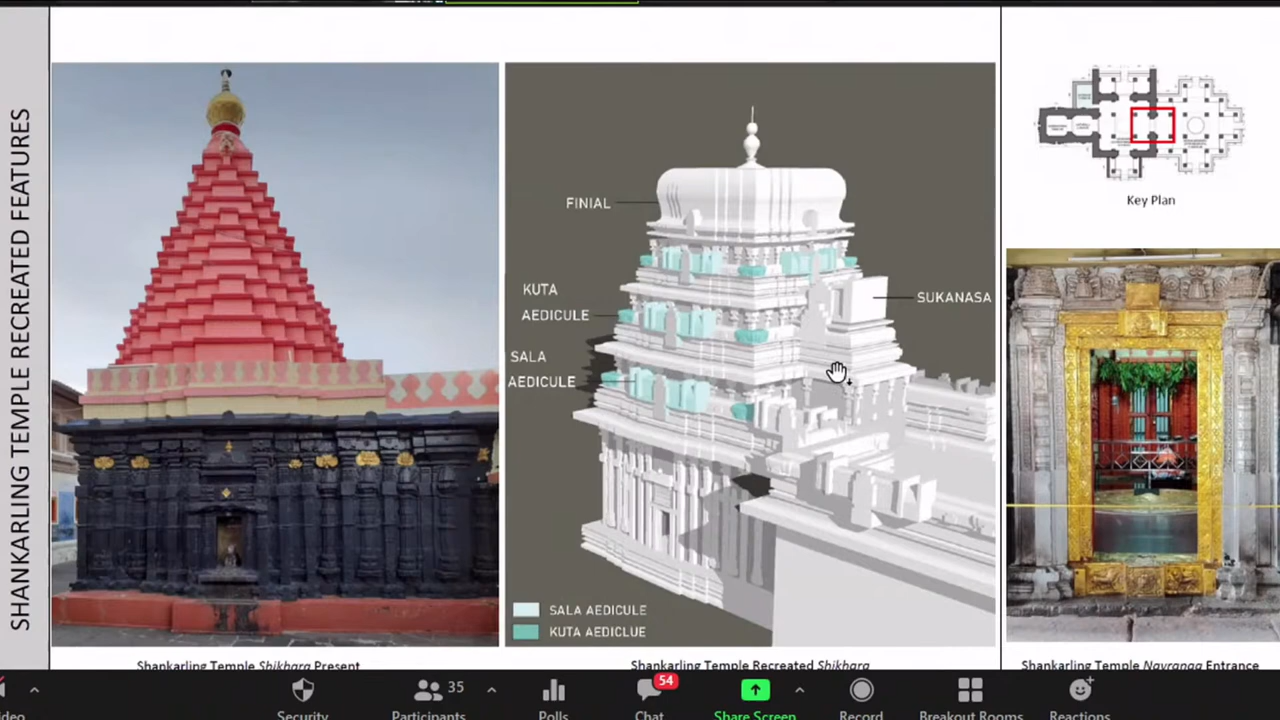 SHANKARLING TEMPLE RECREATED FEATURES
FINIAL
KUTA
AEDICULE
SALA
AEDICULE
SUKANASA
SALA AEDICULE
KUTA AEDICLUE
Key Plan
Shankarling Temple Shikhara Present
Shankarling Temple Recreated Shikhara
Shankarling Temple Navranga Entrance
35
54
Security
Participants
Polls
Chat
Share Screen
Record
Breakout Rooms
Reactions